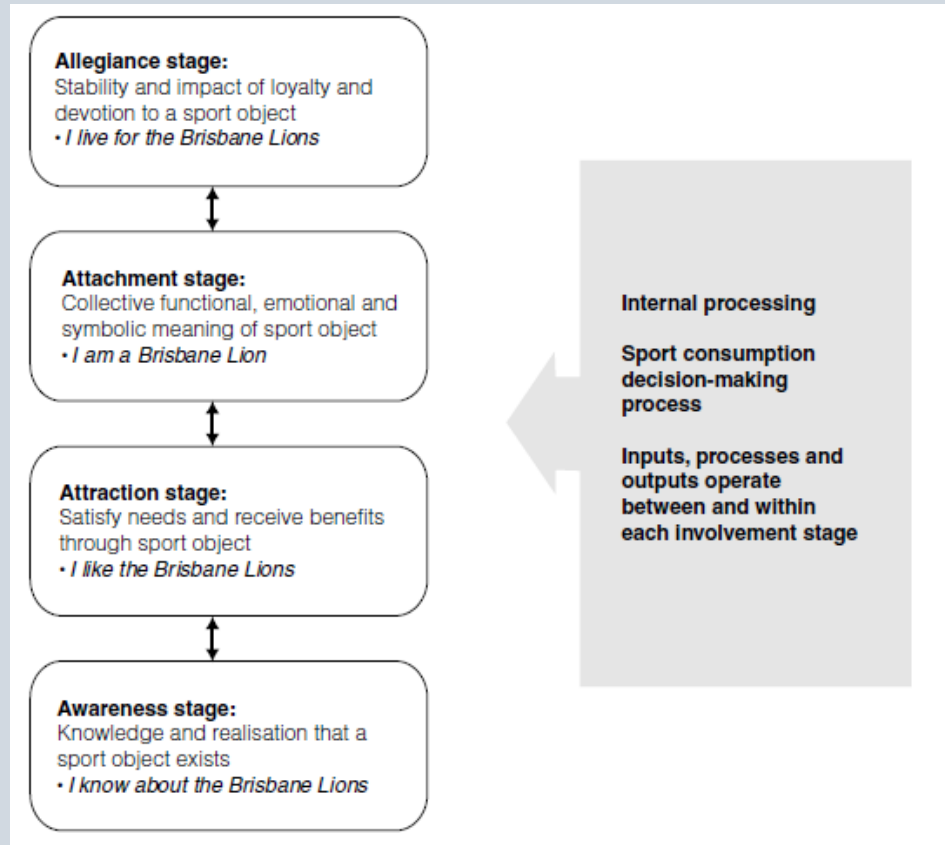 Allegiance stage:
Stability and impact of loyalty and
devotion to a sport object
• I live for the Brisbane Lions
Attachment stage:
Collective functional, emotional and
symbolic meaning of sport object
• I am a Brisbane Lion
Attraction stage:
Satisfy needs and receive benefits
through sport object
• I like the Brisbane Lions
Awareness stage:
Knowledge and realisation that a
sport object exists
• I know about the Brisbane Lions
Internal processing
Sport consumption
decision-making
process
Inputs, processes and
outputs operate
between and within
each involvement stage